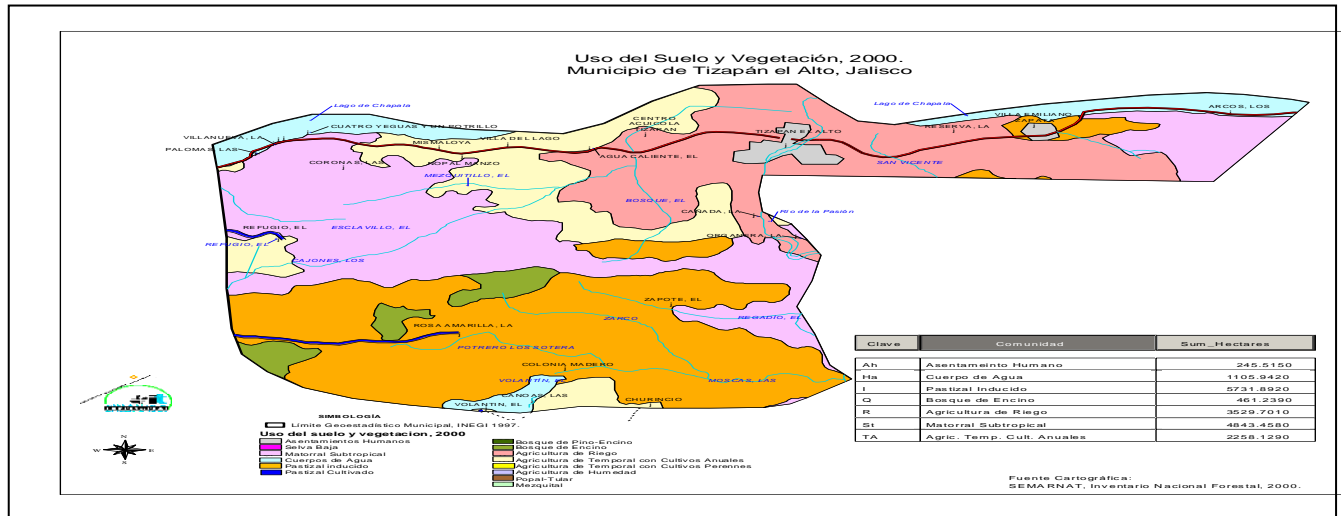 Uso del Suelo y Vegetación, 2000.
Municipio de Tizapán el Alto, Jalisco
Lago de Chapala
Lago de Chapala
ARCOS, LOS
VILLA EMILIANO
ZAPATA
RESERVA, LA
CENTRO
ACUICOLA
TIZAPAN
TIZAPAN EL ALTO
CUATRO YEGUAS Y UN POTRILLO
VILLANUEVA, LA
VILLA DEL LAGO
MISMALOYA
PALOMAS, LAS
CORONAS, LAS
NOPAL MANZO
AGUA CALIENTE, EL
SAN VICENTE
MEZQUITILLO, EL
BOSQUE, EL
CAÑADA, LA
Río de la Pasión
REFUGIO, EL
ESCLAVILLO, EL
ORGANERA, LA
REFUGIO, EL
CAJONES, LOS
ZAPOTE, EL
ZARCO
REGADIO, EL
ROSA AMARILLA, LA
POTRERO LOS SOTERA
COLONIA MADERO
VOLANTIN, EL
MOSCAS, LAS
CANOAS, LAS
VOLANTIN, EL
CHURINCIO
Clave Comunidad Sum_Hectares
Ah Asentameinto Humano 245.5150
Ha Cuerpo de Agua 1105.9420
I Pastizal Inducido 5731.8920
Q Bosque de Encino 461.2390
R Agricultura de Riego 3529.7010
St Matorral Subtropical 4843.4580
TA Agric. Temp. Cult. Anuales 2258.1290
N
W E
S
SIMBOLOGÍA
Límite Geoestadístico Municipal, INEGI 1997.
Uso del suelo y vegetacion, 2000
Asentamientos Humanos
Selva Baja
Matorral Subtropical
Cuerpos de Agua
Pastizal inducido
Pastizal Cultivado
Bosque de Pino-Encino
Bosque de Encino
Agricultura de Riego
Agricultura de Temporal con Cultivos Anuales
Agricultura de Temporal con Cultivos Perennes
Agricultura de Humedad
Popal-Tular
Mezquital
Fuente Cartográfica:
SEMARNAT, Inventario Nacional Forestal, 2000.